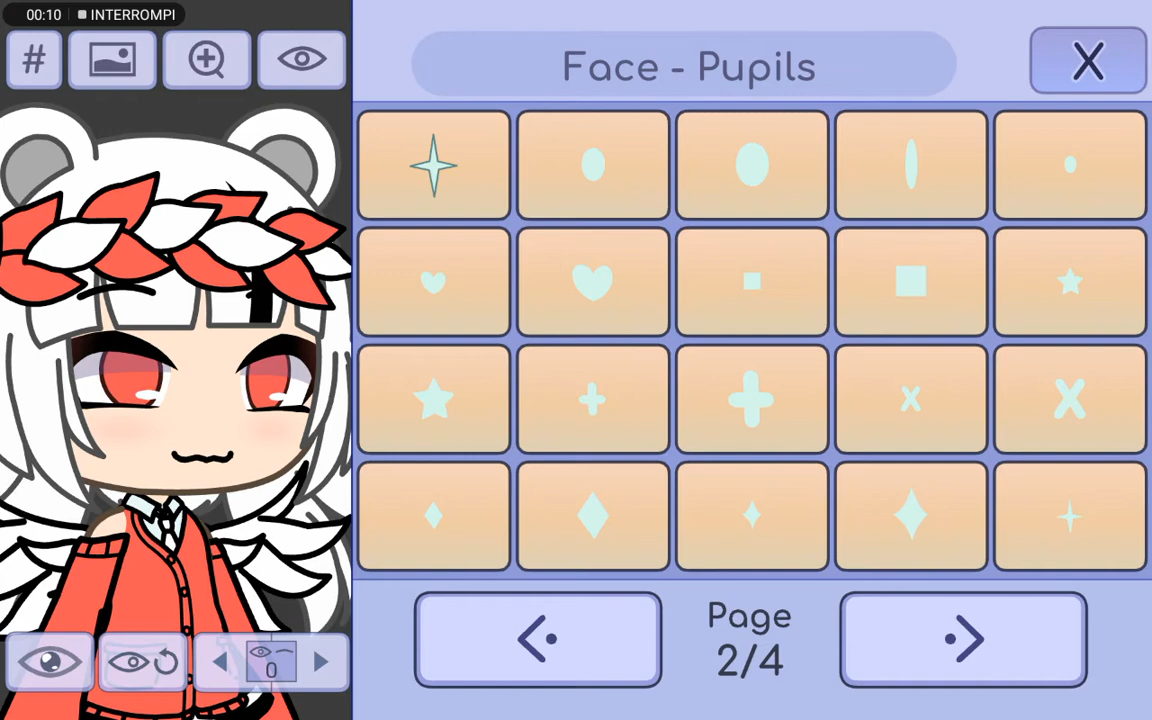 00:10 INTERROMPI
#
Face - Pupils
X
0
Page
2/4